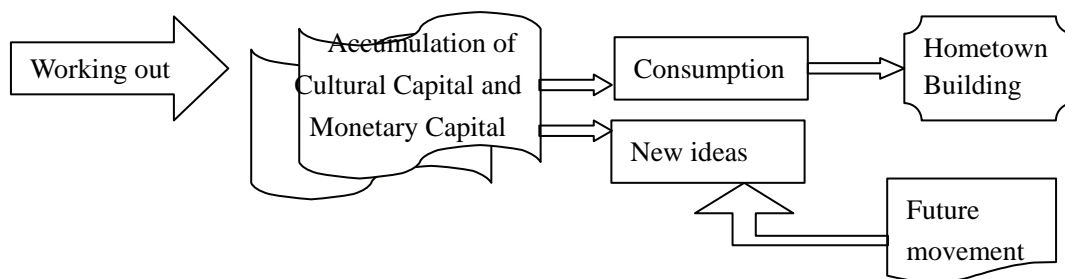 Working out
Accumulation of
Cultural Capital and
Monetary Capital
Consumption
New ideas
Hometown
Building
Future
movement